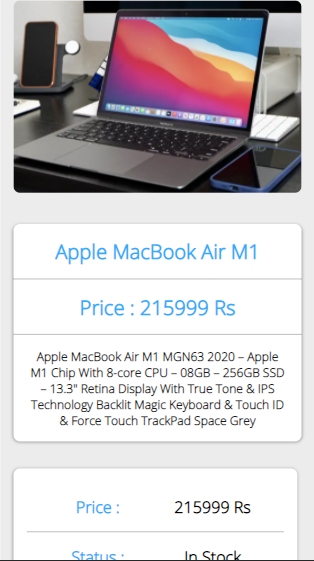 Apple MacBook Air M1
Price : 215999 Rs
Apple MacBook Air M1 MGN63 2020 – Apple
M1 Chip With 8-core CPU – 08GB – 256GB SSD
– 13.3" Retina Display With True Tone & IPS
Technology Backlit Magic Keyboard & Touch ID
& Force Touch TrackPad Space Grey
Price : 215999 Rs
Status : In Stock